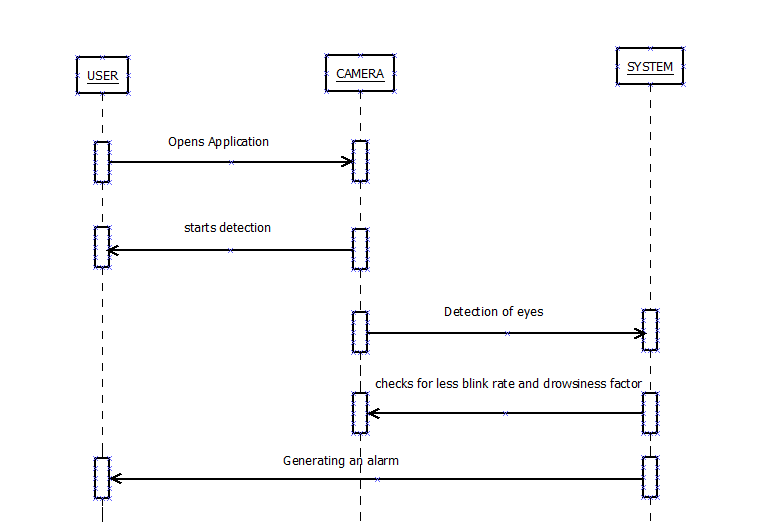 USER
CAMERA
SYSTEM
Opens Application
starts detection
Detection of eyes
checks for less blink rate and drowsiness factor
Generating an alarm